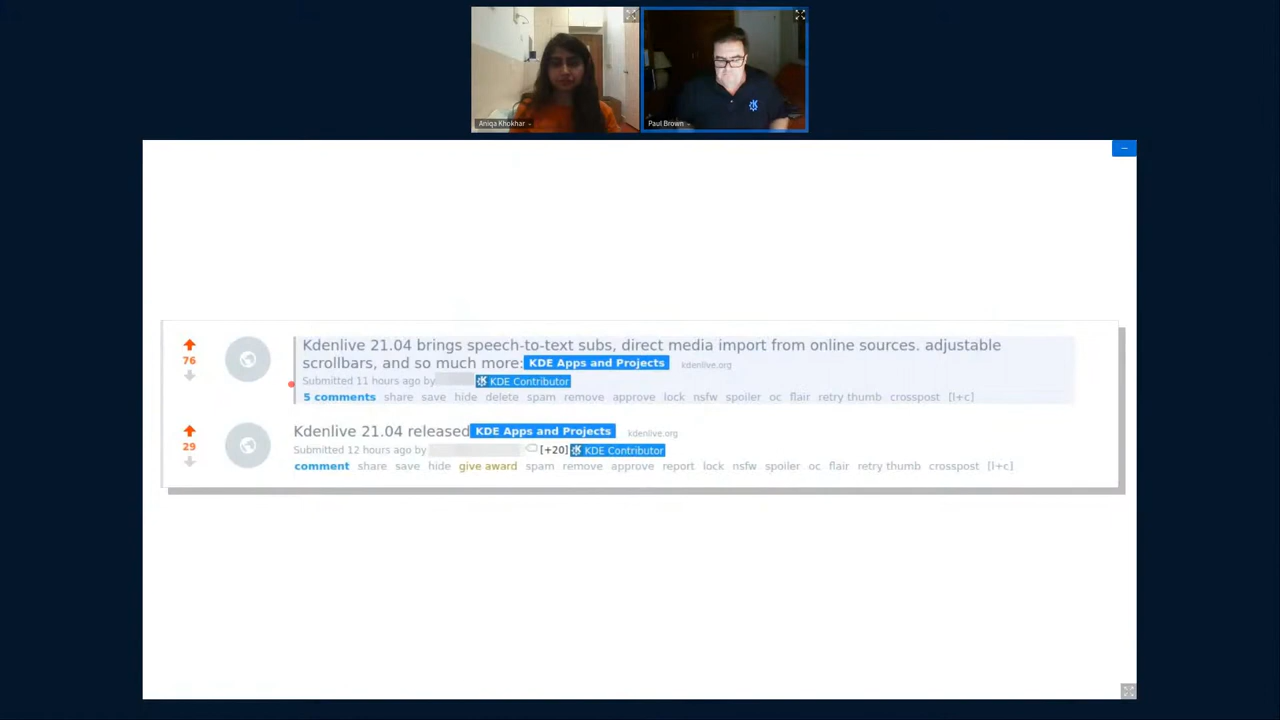 Aniqa Khokhar
Paul Brown
76
Kdenlive 21.04 brings speech-to-text subs, direct media import from online sources. adjustable
scrollbars, and so much more: KDE Apps and Projects kdenlive.org
Submitted 11 hours ago by KDE Contributor
5 comments share save hide delete spam remove approve lock nsfw spoiler oc flair retry thumb crosspost [l+c]
29
Kdenlive 21.04 released KDE Apps and Projects kdenlive.org
Submitted 12 hours ago by [+20] KDE Contributor
comment share save hide give award spam remove approve report lock nsfw spoiler oc flair retry thumb crosspost [l+c]